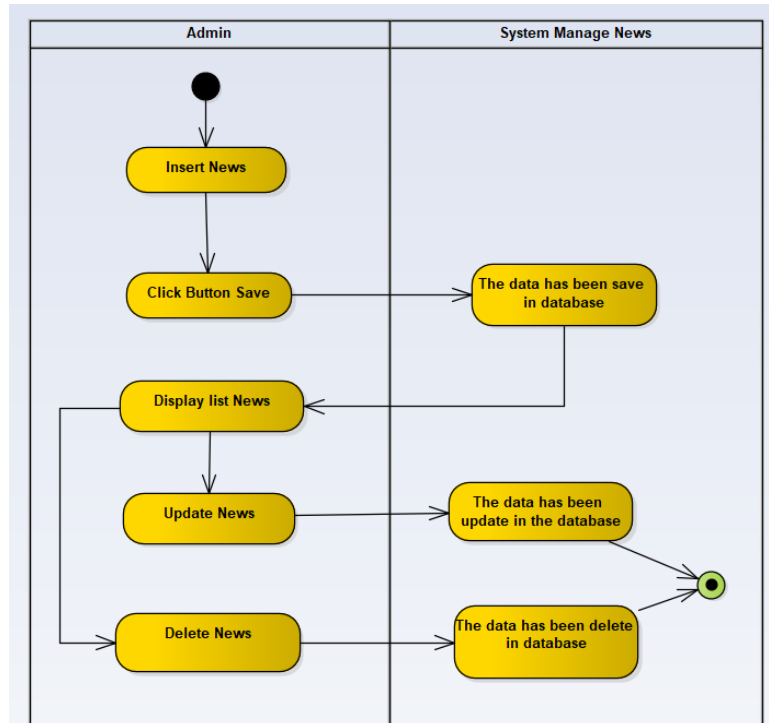 Admin
System Manage News
Insert News
Click Button Save
The data has been save
in database
Display list News
Update News
The data has been
update in the database
Delete News
The data has been delete
in database